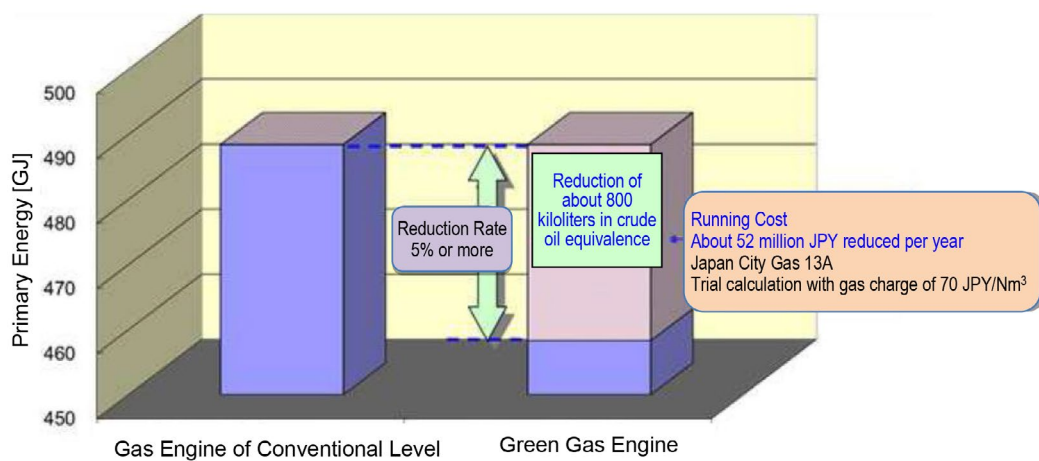 Primary Energy [GJ]
500
490
480
470
460
450
Reduction Rate
5% or more
Reduction of
about 800
kiloliters in crude
oil equivalence
Running Cost
About 52 million JPY reduced per year
Japan City Gas 13A
Trial calculation with gas charge of 70 JPY/Nm³
Gas Engine of Conventional Level
Green Gas Engine